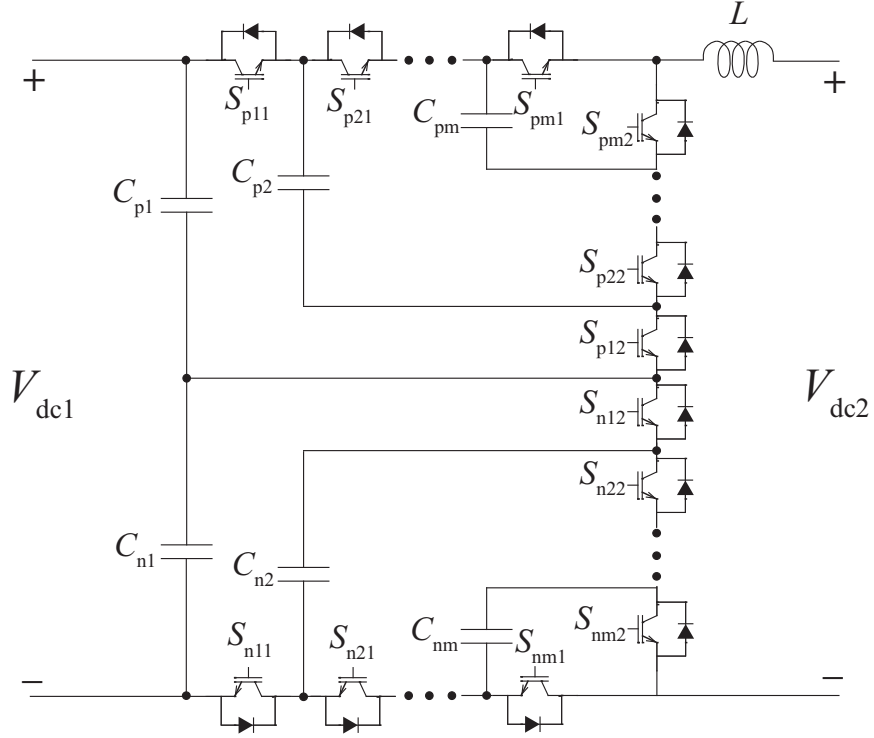 L
+ +
S_p11 S_p21 S_pm1
C_pm S_pm2
C_p2
C_p1
S_p22
S_p12
V_dc1 V_dc2
S_n12
S_n22
C_n1
C_n2
C_nm S_nm2
S_n11 S_n21 S_nm1
− −